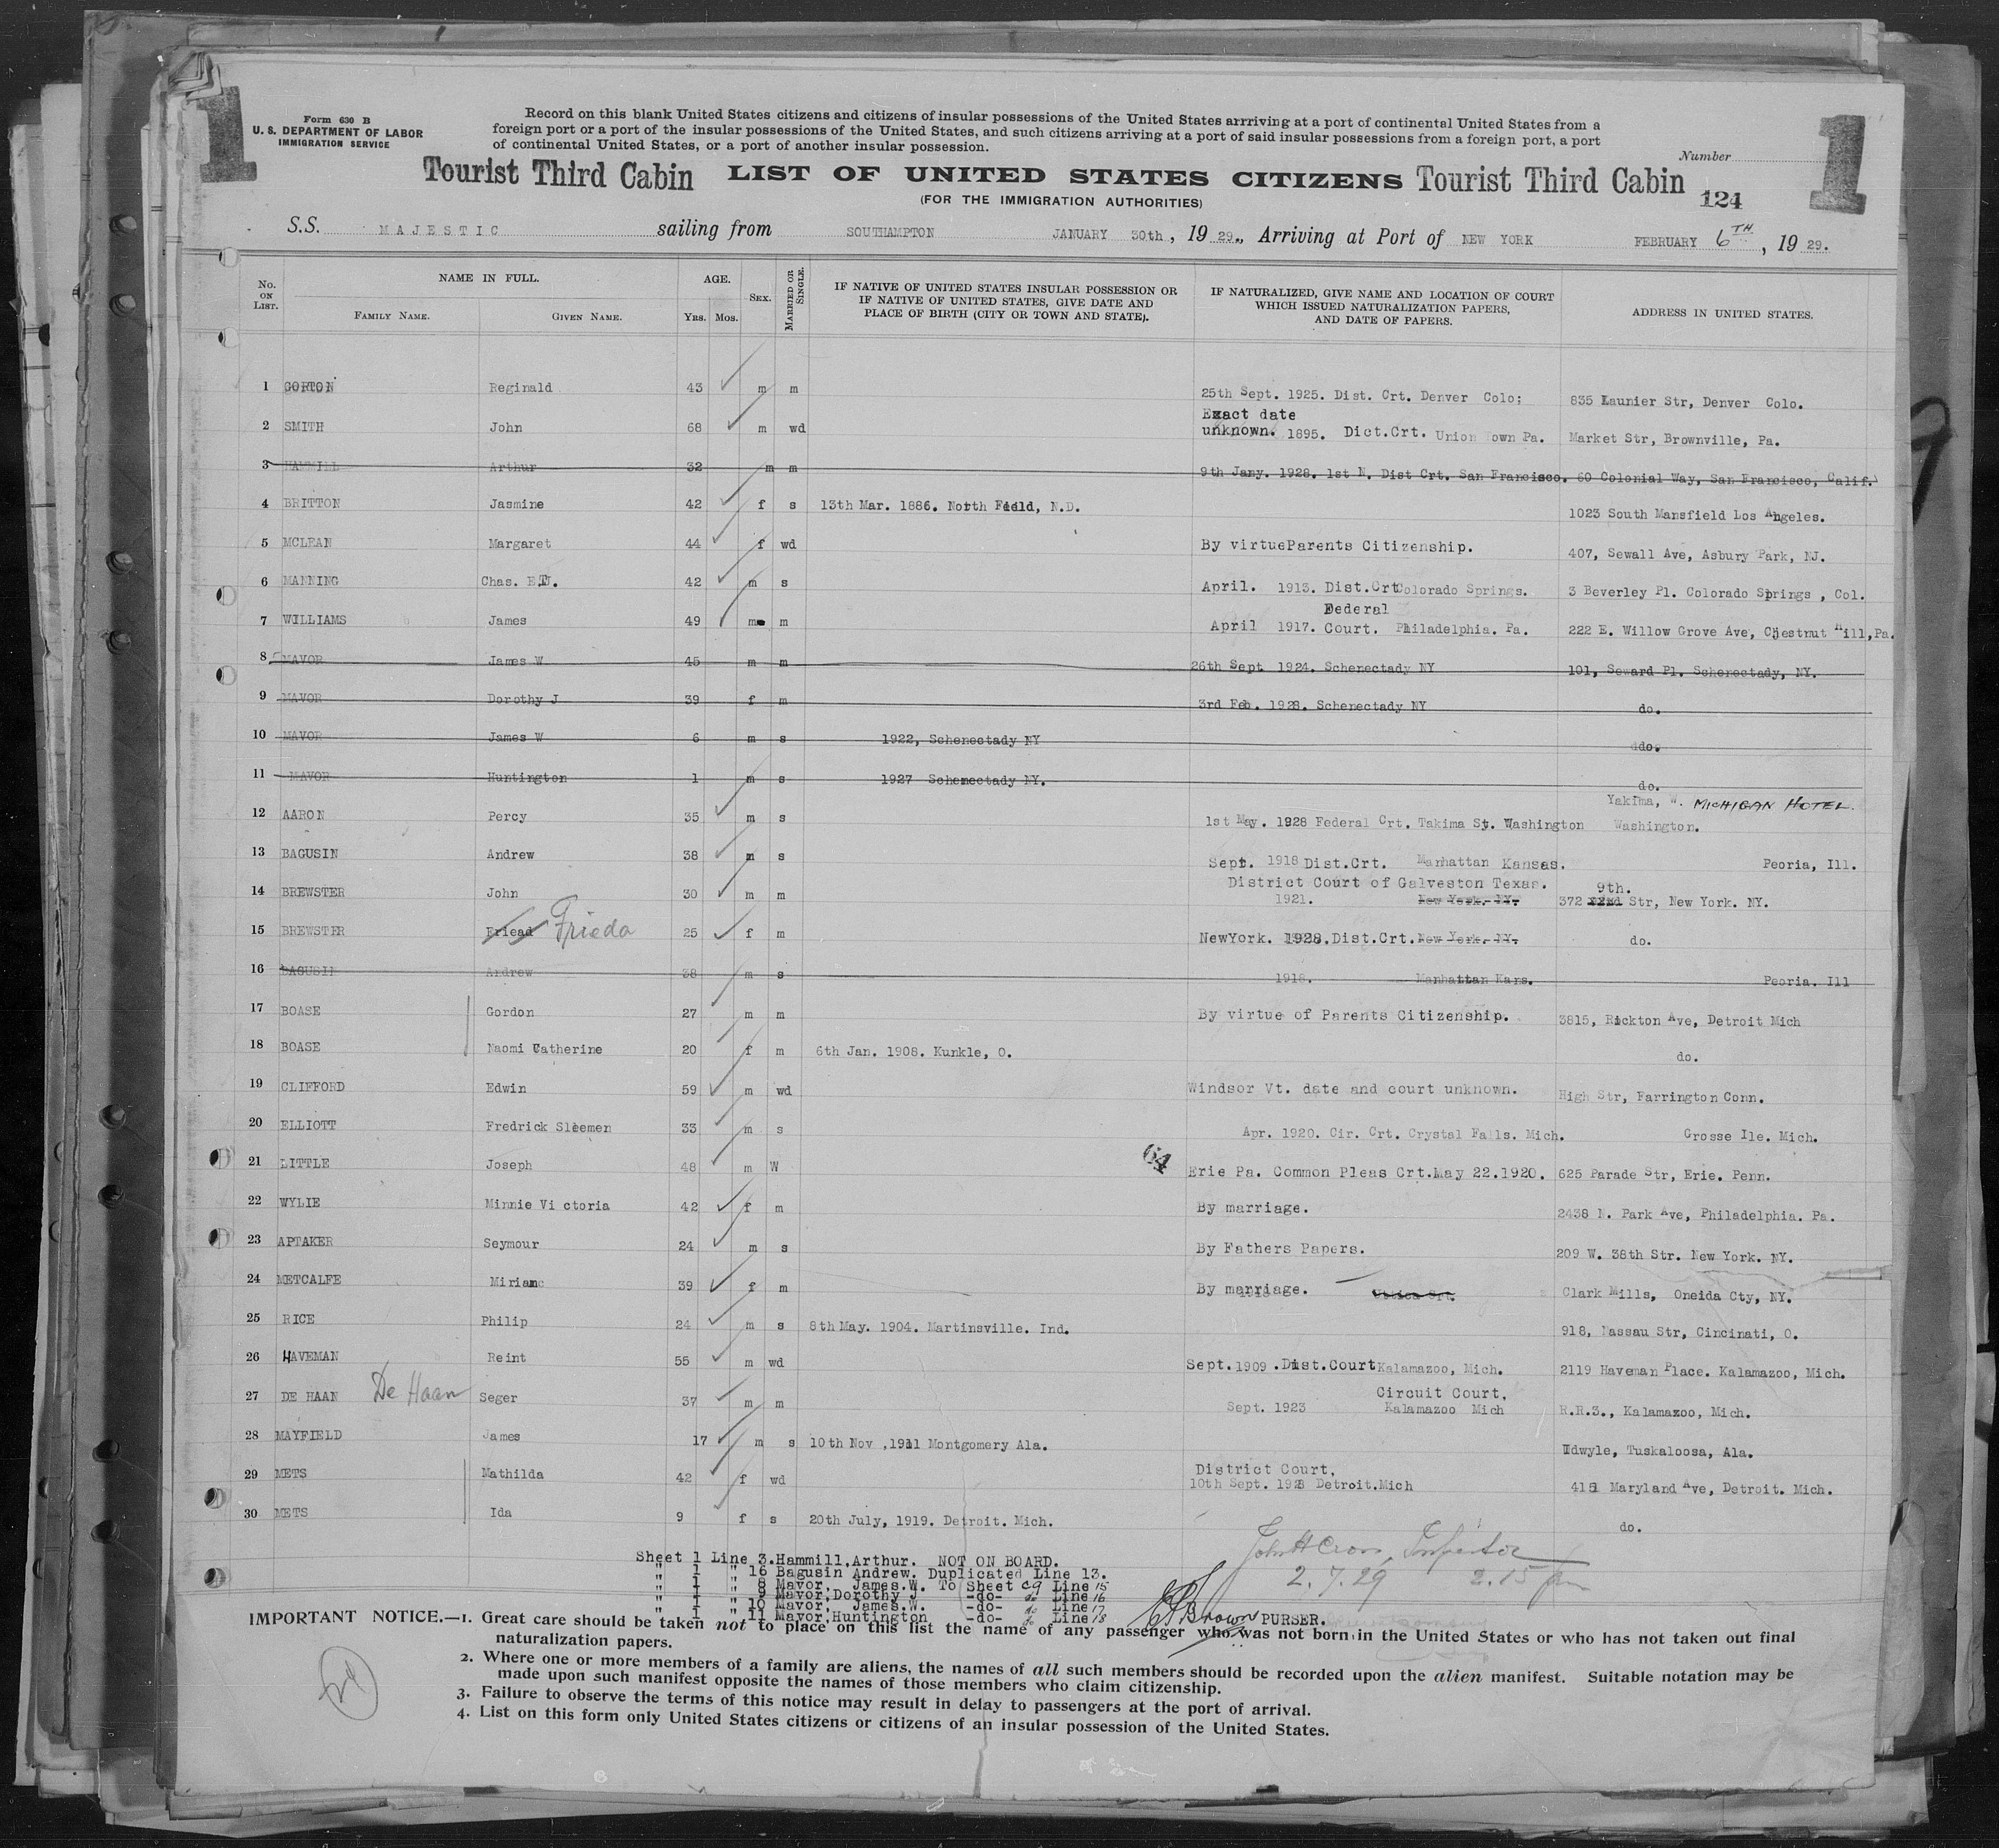 1
1
Form 630 B
U. S. DEPARTMENT OF LABOR
IMMIGRATION SERVICE
Record on this blank United States citizens and citizens of insular possessions of the United States arrriving at a port of continental United States from a
foreign port or a port of the insular possessions of the United States, and such citizens arriving at a port of said insular possessions from a foreign port, a port
of continental United States, or a port of another insular possession.
Number
Tourist Third Cabin LIST OF UNITED STATES CITIZENS Tourist Third Cabin
124
(FOR THE IMMIGRATION AUTHORITIES)
S.S. MAJESTIC sailing from SOUTHAMPTON JANUARY 30th, 19 29., Arriving at Port of NEW YORK FEBRUARY 6TH, 19 29.
No. ON LIST. NAME IN FULL. FAMILY NAME. GIVEN NAME. AGE. YRS. MOS. SEX. MARRIED OR SINGLE. IF NATIVE OF UNITED STATES INSULAR POSSESSION OR IF NATIVE OF UNITED STATES, GIVE DATE AND PLACE OF BIRTH (CITY OR TOWN AND STATE). IF NATURALIZED, GIVE NAME AND LOCATION OF COURT WHICH ISSUED NATURALIZATION PAPERS, AND DATE OF PAPERS. ADDRESS IN UNITED STATES.
1 GORTON Reginald 43 m m 25th Sept. 1925. Dist. Crt. Denver Colo; 835 Launier Str, Denver Colo.
2 SMITH John 68 m wd Exact date unknown. 1895. Dict.Crt. Union Town Pa. Market Str, Brownville, Pa.
3 HAMMILL Arthur 32 m m 9th Jany. 1928. 1st N. Dist Crt. San Francisco. 60 Colonial Way, San Francisco, Calif.
4 BRITTON Jasmine 42 f s 13th Mar. 1886. North Feild, N.D. 1023 South Mansfield Los Angeles.
5 MCLEAN Margaret 44 f wd By virtueParents Citizenship. 407, Sewall Ave, Asbury Park, NJ.
6 MANNING Chas. E.J. 42 m s April. 1913. Dist.CrtColorado Springs. 3 Beverley Pl. Colorado Springs, Col.
7 WILLIAMS James 49 m m April 1917. Federal Court. Philadelphia. Pa. 222 E. Willow Grove Ave, Chestnut Hill,Pa.
8 MAVOR James W 45 m m 26th Sept 1924. Schenectady NY 101, Seward Pl. Schenectady, NY.
9 MAVOR Dorothy J 39 f m 3rd Feb. 1928. Schenectady NY do.
10 MAVOR James W 6 m s 1922, Schenectady NY do.
11 MAVOR Huntington 1 m s 1927 Schenectady NY. do.
12 AARON Percy 35 m s 1st May. 1928 Federal Crt. Takima St. Washington Yakima, W. MICHIGAN HOTEL. Washington.
13 BAGUSIN Andrew 38 m s Sept. 1918 Dist.Crt. Manhattan Kansas. Peoria, Ill.
14 BREWSTER John 30 m m District Court of Galveston Texas. 1921. New York. NY. 372 9th. Str, New York. NY.
15 BREWSTER Friead Frieda 25 f m NewYork. 1928.Dist.Crt.New York. NY. do.
16 BAGUSIN Andrew 38 m s 1918. Manhattan Kans. Peoria. Ill
17 BOASE Gordon 27 m m By virtue of Parents Citizenship. 3815, Rickton Ave, Detroit Mich
18 BOASE Naomi Catherine 20 f m 6th Jan. 1908. Kunkle, O. do.
19 CLIFFORD Edwin 59 m wd Windsor Vt. date and court unknown. High Str, Farrington Conn.
20 ELLIOTT Fredrick Sleemen 33 m s Apr. 1920. Cir. Crt. Crystal Falls. Mich. Grosse Ile. Mich.
64
21 LITTLE Joseph 48 m W Erie Pa. Common Pleas Crt.May 22.1920. 625 Parade Str, Erie. Penn.
22 WYLIE Minnie Vi ctoria 42 f m By marriage. 2438 N. Park Ave, Philadelphia. Pa.
23 APTAKER Seymour 24 m s By Fathers Papers. 209 W. 38th Str. New York. NY.
24 METCALFE Miriam 39 f m By marriage. Clark Mills, Oneida Cty, NY.
25 RICE Philip 24 m s 8th May. 1904. Martinsville. Ind. 918, Nassau Str, Cincinati, O.
26 HAVEMAN Reint 55 m wd Sept.1909.Dist.Court Kalamazoo, Mich. 2119 Haveman Place. Kalamazoo, Mich.
27 DE HAAN De Haan Seger 37 m m Sept. 1923 Circuit Court. Kalamazoo Mich R.R.3., Kalamazoo, Mich.
28 MAYFIELD James 17 m s 10th Nov ,1911 Montgomery Ala. Idwyle, Tuskaloosa, Ala.
29 METS Mathilda 42 f wd District Court, 10th Sept. 1928 Detroit.Mich 415 Maryland Ave, Detroit. Mich.
30 METS Ida 9 f s 20th July, 1919. Detroit. Mich. do.
Sheet 1 Line 3.Hammill,Arthur. NOT ON BOARD.
" 1 " 16 Bagusin Andrew. Duplicated Line 13.
" 1 " 8 Mavor, James.W. To Sheet 29 Line 15
" 1 " 9 Mavor,Dorothy J. -do- do Line 16
" 1 " 10 Mavor, James.W. -do- do Line 17
" 1 " 11 Mavor,Huntington -do- do Line 18
John H Cron, Inspector
2.7.29 2.15 pm
Brown PURSER.
IMPORTANT NOTICE.—1. Great care should be taken not to place on this list the name of any passenger who was not born in the United States or who has not taken out final
naturalization papers.
2. Where one or more members of a family are aliens, the names of all such members should be recorded upon the alien manifest. Suitable notation may be
made upon such manifest opposite the names of those members who claim citizenship.
3. Failure to observe the terms of this notice may result in delay to passengers at the port of arrival.
4. List on this form only United States citizens or citizens of an insular possession of the United States.